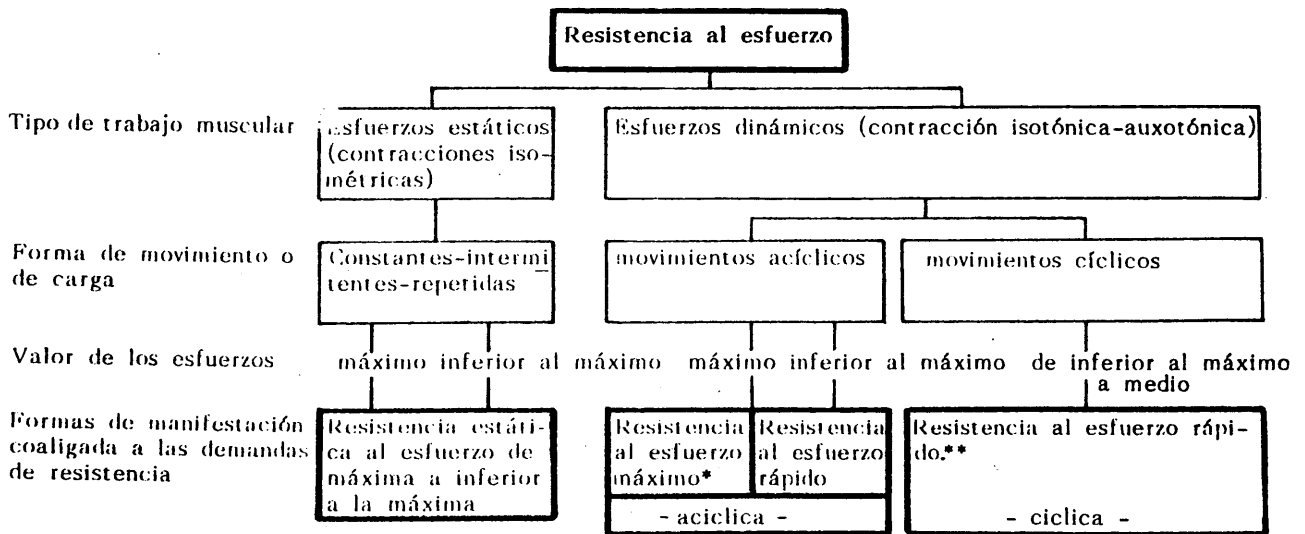 Resistencia al esfuerzo
Tipo de trabajo muscular
Esfuerzos estáticos
(contracciones iso-
métricas)
Esfuerzos dinámicos (contracción isotónica-auxotónica)
Forma de movimiento o
de carga
Constantes-intermi
tentes-repetidas
movimientos acíclicos
movimientos cíclicos
Valor de los esfuerzos
máximo inferior al máximo
máximo inferior al máximo
de inferior al máximo
a medio
Formas de manifestación
coaligada a las demandas
de resistencia
Resistencia estáti-
ca al esfuerzo de
máxima a inferior
a la máxima
Resistencia
al esfuerzo
máximo*
Resistencia
al esfuerzo
rápido
- aciclica -
Resistencia al esfuerzo rápi-
do.**
- ciclica -